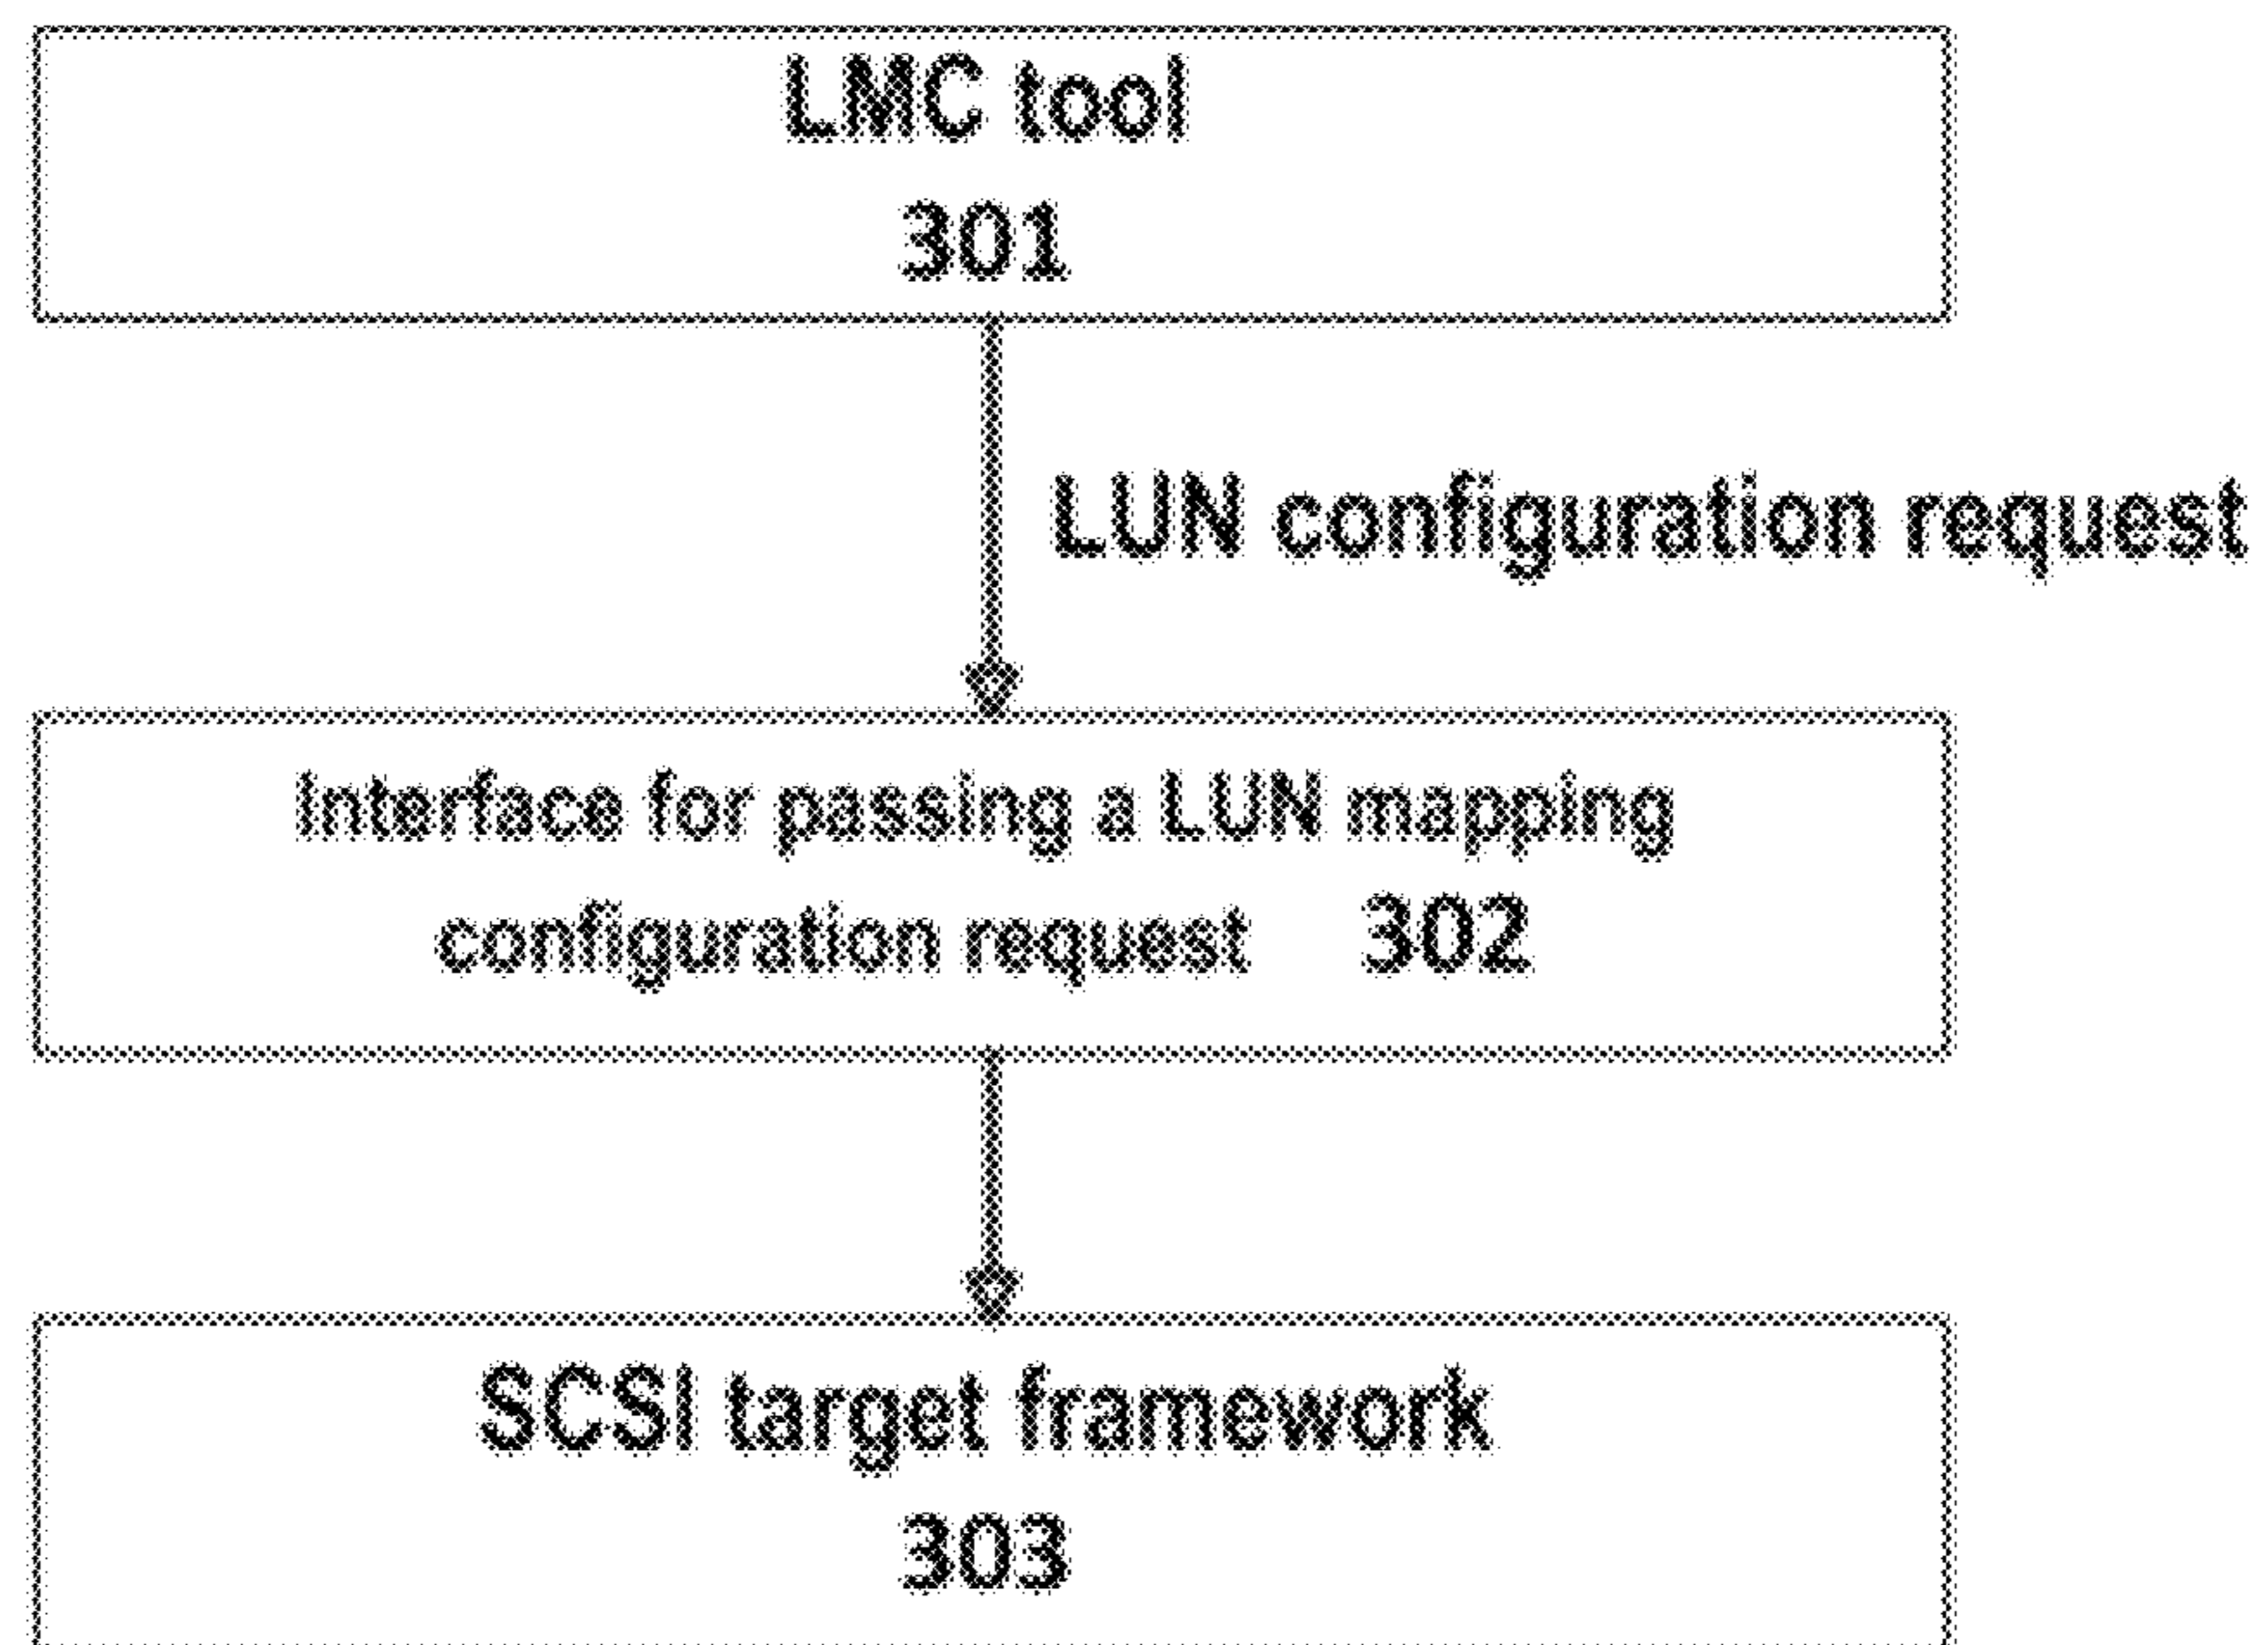 LMC tool
301
LUN configuration request
Interface for passing a LUN mapping
configuration request 302
SCSI target framework
303